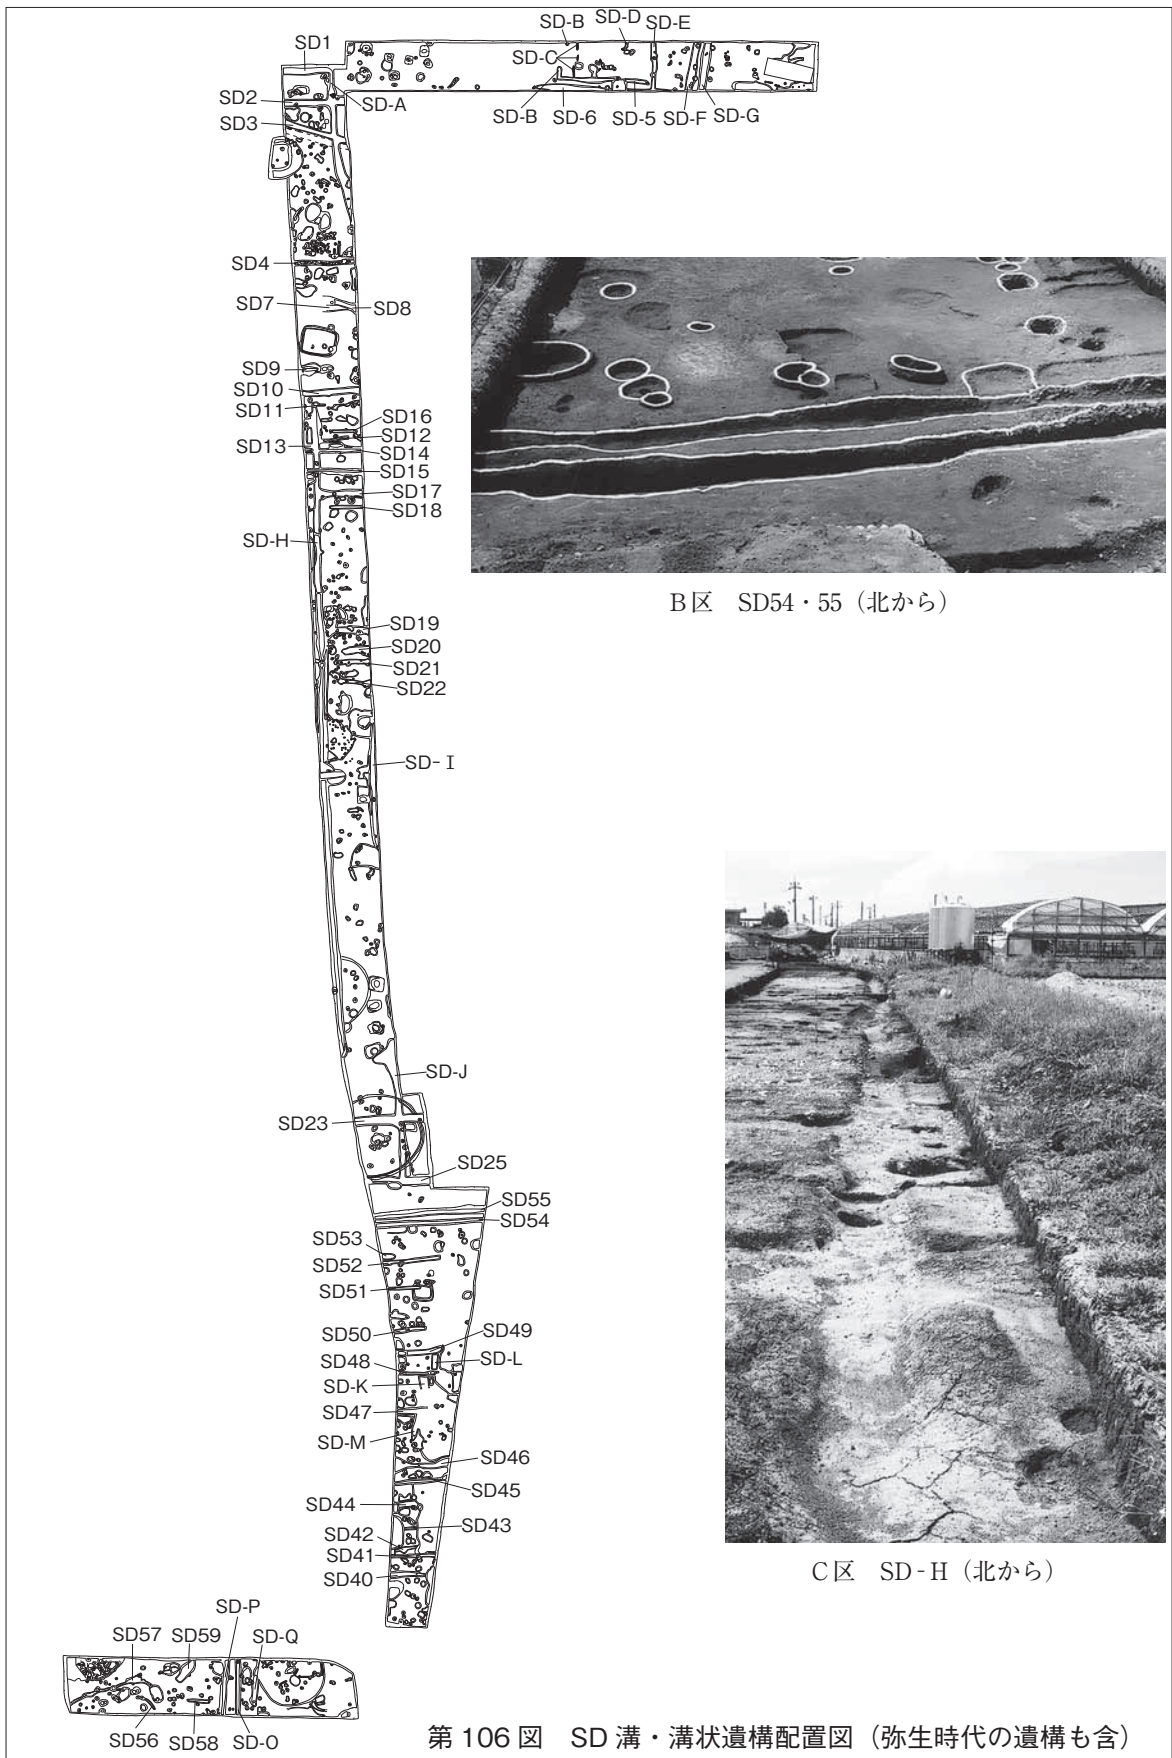 SD-B
SD-D
SD-E
SD1
SD-C
SD-A
SD2
SD3
SD-B
SD-6
SD-5
SD-F
SD-G
SD4
SD7
SD8
SD9
SD10
SD11
SD16
SD12
SD13
SD14
SD15
SD17
SD18
SD-H
B区 SD54・55(北から)
SD19
SD20
SD21
SD22
SD-I
SD-J
SD23
SD25
SD55
SD54
SD53
SD52
SD51
SD50
SD49
SD48
SD-L
SD-K
SD47
SD-M
SD46
SD45
SD44
SD43
SD42
SD41
SD40
C区 SD-H(北から)
SD-P
SD57
SD59
SD-Q
SD56
SD58
SD-O
第106図 SD溝・溝状遺構配置図(弥生時代の遺構も含)